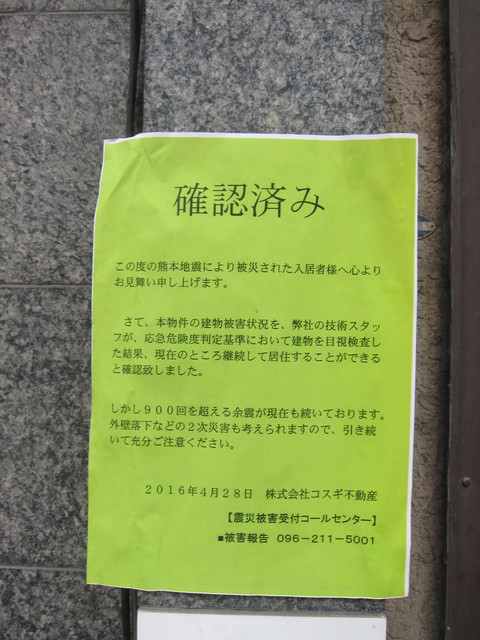 確認済み
この度の熊本地震により被災された入居者様へ心より
お見舞い申し上げます。
さて、本物件の建物被害状況を、弊社の技術スタッ
フが、応急危険度判定基準において建物を目視検査し
た結果、現在のところ継続して居住することができる
と確認致しました。
しかし９００回を超える余震が現在も続いております。
外壁落下などの２次災害も考えられますので、引き続
いて充分ご注意ください。
２０１６年４月２８日　株式会社コスギ不動産
【震災被害受付コールセンター】
■被害報告　096－211－5001